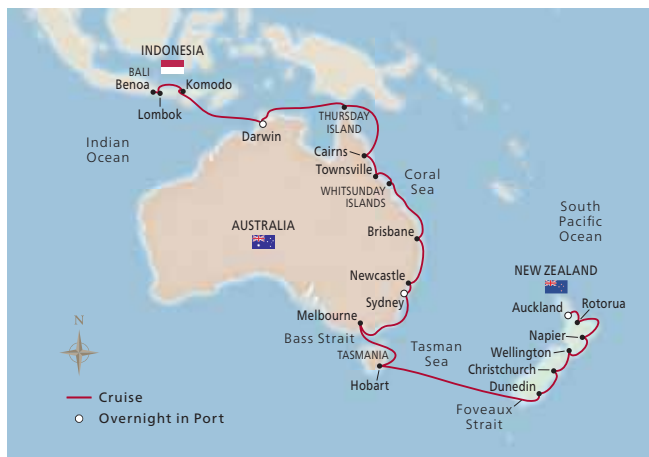 INDONESIA
BALI
Benoa
Komodo
Lombok
Darwin
THURSDAY
ISLAND
Indian
Ocean
Cairns
Townsville
Coral
Sea
WHITSUNDAY
ISLANDS
South
Pacific
Ocean
AUSTRALIA
Brisbane
Newcastle
Sydney
NEW ZEALAND
Auckland
Rotorua
Melbourne
Bass Strait
Napier
N
TASMANIA
Tasman
Sea
Wellington
Christchurch
Hobart
Dunedin
Foveaux
Strait
Cruise
Overnight in Port